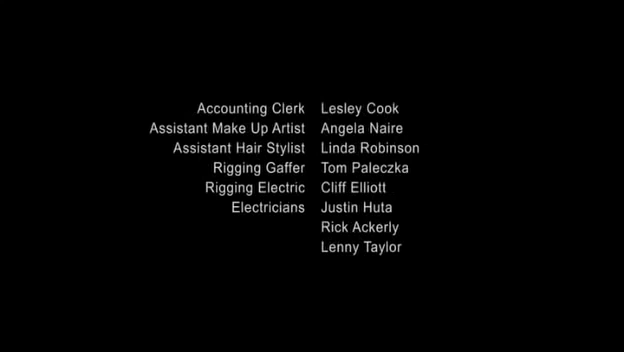 Accounting Clerk Lesley Cook
Assistant Make Up Artist Angela Naire
Assistant Hair Stylist Linda Robinson
Rigging Gaffer Tom Paleczka
Rigging Electric Cliff Elliott
Electricians Justin Huta
Rick Ackerly
Lenny Taylor